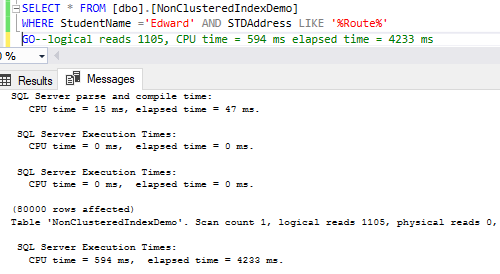 SELECT * FROM [dbo].[NonClusteredIndexDemo]
WHERE StudentName ='Edward' AND STDAddress LIKE '%Route%'
GO--logical reads 1105, CPU time = 594 ms elapsed time = 4233 ms
0 %
Results Messages
SQL Server parse and compile time:
CPU time = 15 ms, elapsed time = 47 ms.
SQL Server Execution Times:
CPU time = 0 ms, elapsed time = 0 ms.
SQL Server Execution Times:
CPU time = 0 ms, elapsed time = 0 ms.
(80000 rows affected)
Table 'NonClusteredIndexDemo'. Scan count 1, logical reads 1105, physical reads 0,
SQL Server Execution Times:
CPU time = 594 ms, elapsed time = 4233 ms.